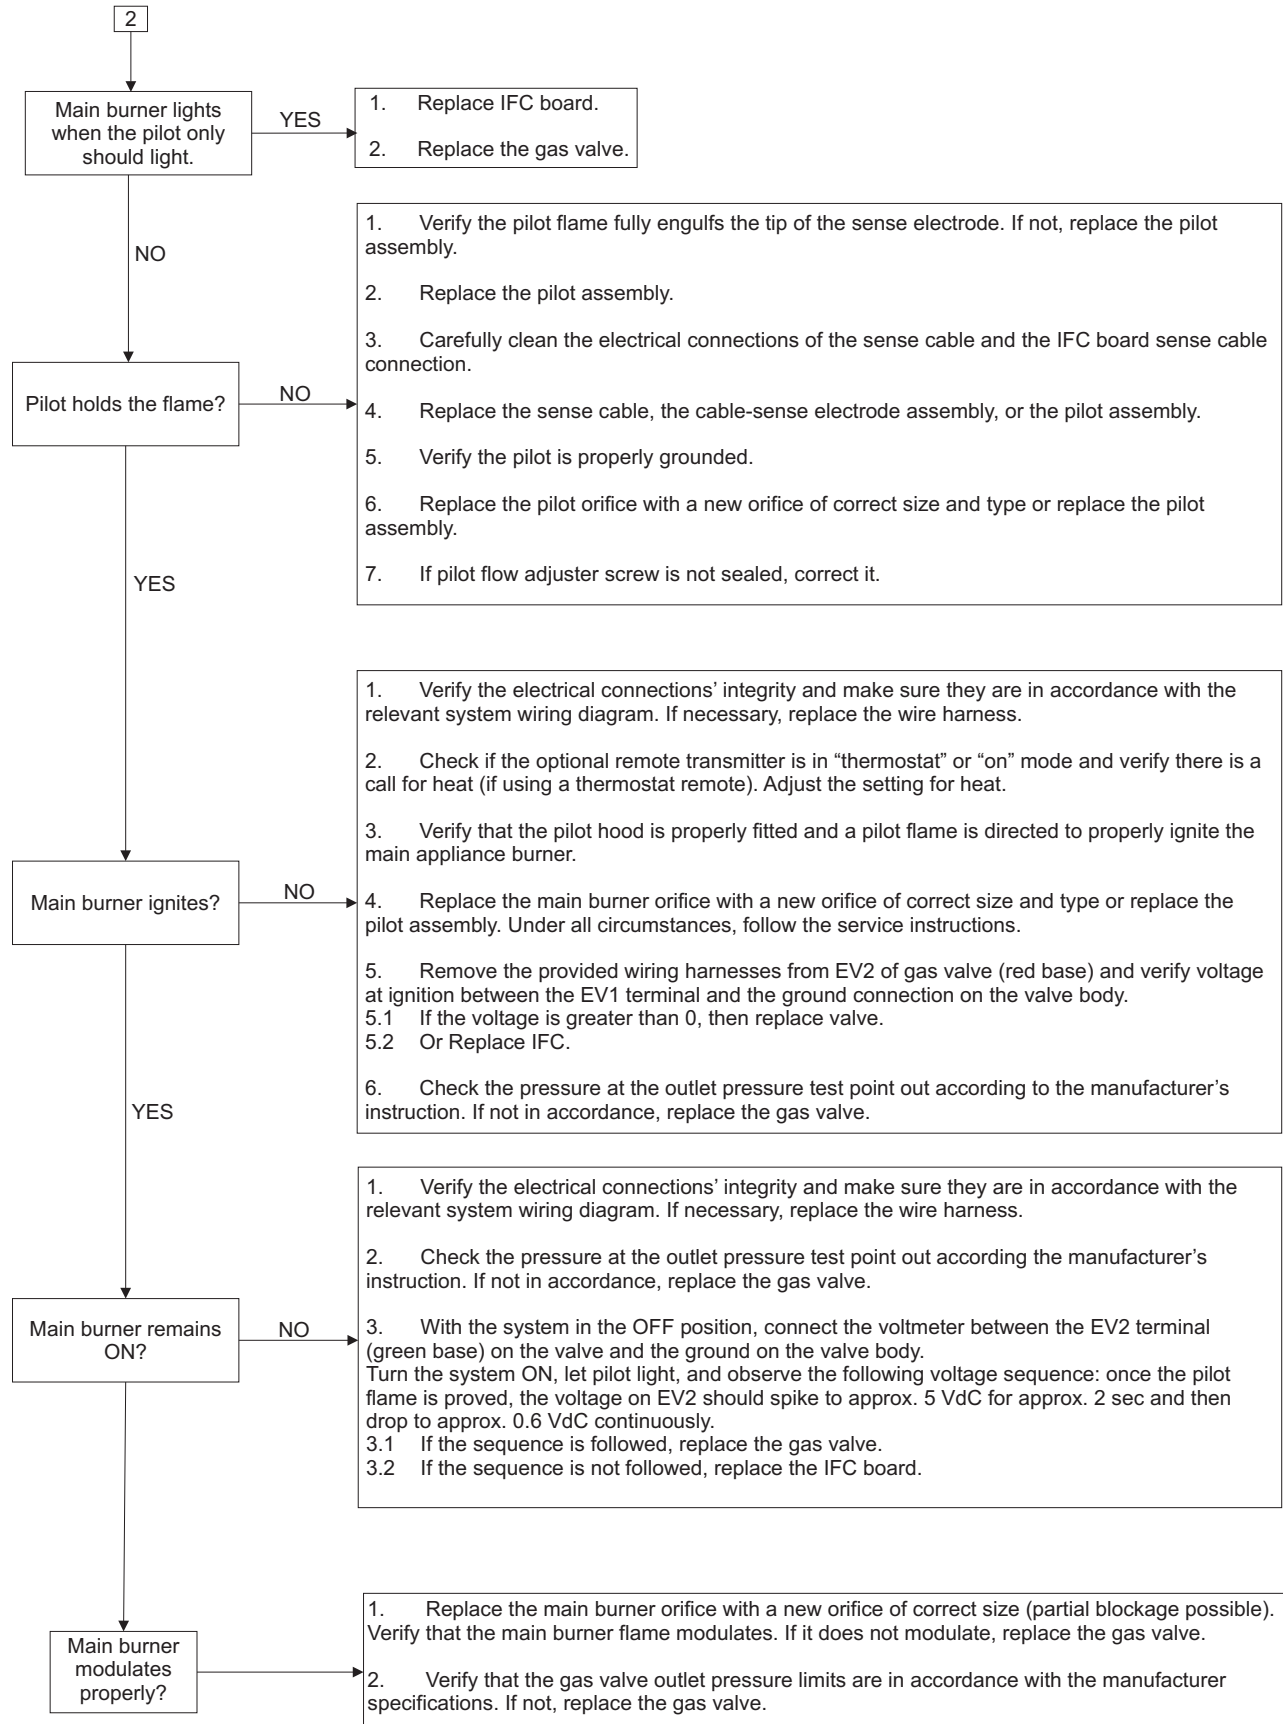 2
Main burner lights
when the pilot only
should light.
YES
1. Replace IFC board.
2. Replace the gas valve.
NO
1. Verify the pilot flame fully engulfs the tip of the sense electrode. If not, replace the pilot
assembly.
2. Replace the pilot assembly.
3. Carefully clean the electrical connections of the sense cable and the IFC board sense cable
connection.
4. Replace the sense cable, the cable-sense electrode assembly, or the pilot assembly.
5. Verify the pilot is properly grounded.
6. Replace the pilot orifice with a new orifice of correct size and type or replace the pilot
assembly.
7. If pilot flow adjuster screw is not sealed, correct it.
Pilot holds the flame?
NO
YES
1. Verify the electrical connections’ integrity and make sure they are in accordance with the
relevant system wiring diagram. If necessary, replace the wire harness.
2. Check if the optional remote transmitter is in “thermostat” or “on” mode and verify there is a
call for heat (if using a thermostat remote). Adjust the setting for heat.
3. Verify that the pilot hood is properly fitted and a pilot flame is directed to properly ignite the
main appliance burner.
4. Replace the main burner orifice with a new orifice of correct size and type or replace the
pilot assembly. Under all circumstances, follow the service instructions.
5. Remove the provided wiring harnesses from EV2 of gas valve (red base) and verify voltage
at ignition between the EV1 terminal and the ground connection on the valve body.
5.1 If the voltage is greater than 0, then replace valve.
5.2 Or Replace IFC.
6. Check the pressure at the outlet pressure test point out according to the manufacturer’s
instruction. If not in accordance, replace the gas valve.
Main burner ignites?
NO
YES
1. Verify the electrical connections’ integrity and make sure they are in accordance with the
relevant system wiring diagram. If necessary, replace the wire harness.
2. Check the pressure at the outlet pressure test point out according the manufacturer’s
instruction. If not in accordance, replace the gas valve.
3. With the system in the OFF position, connect the voltmeter between the EV2 terminal
(green base) on the valve and the ground on the valve body.
Turn the system ON, let pilot light, and observe the following voltage sequence: once the pilot
flame is proved, the voltage on EV2 should spike to approx. 5 VdC for approx. 2 sec and then
drop to approx. 0.6 VdC continuously.
3.1 If the sequence is followed, replace the gas valve.
3.2 If the sequence is not followed, replace the IFC board.
Main burner remains
ON?
NO
Main burner
modulates
properly?
1. Replace the main burner orifice with a new orifice of correct size (partial blockage possible).
Verify that the main burner flame modulates. If it does not modulate, replace the gas valve.
2. Verify that the gas valve outlet pressure limits are in accordance with the manufacturer
specifications. If not, replace the gas valve.